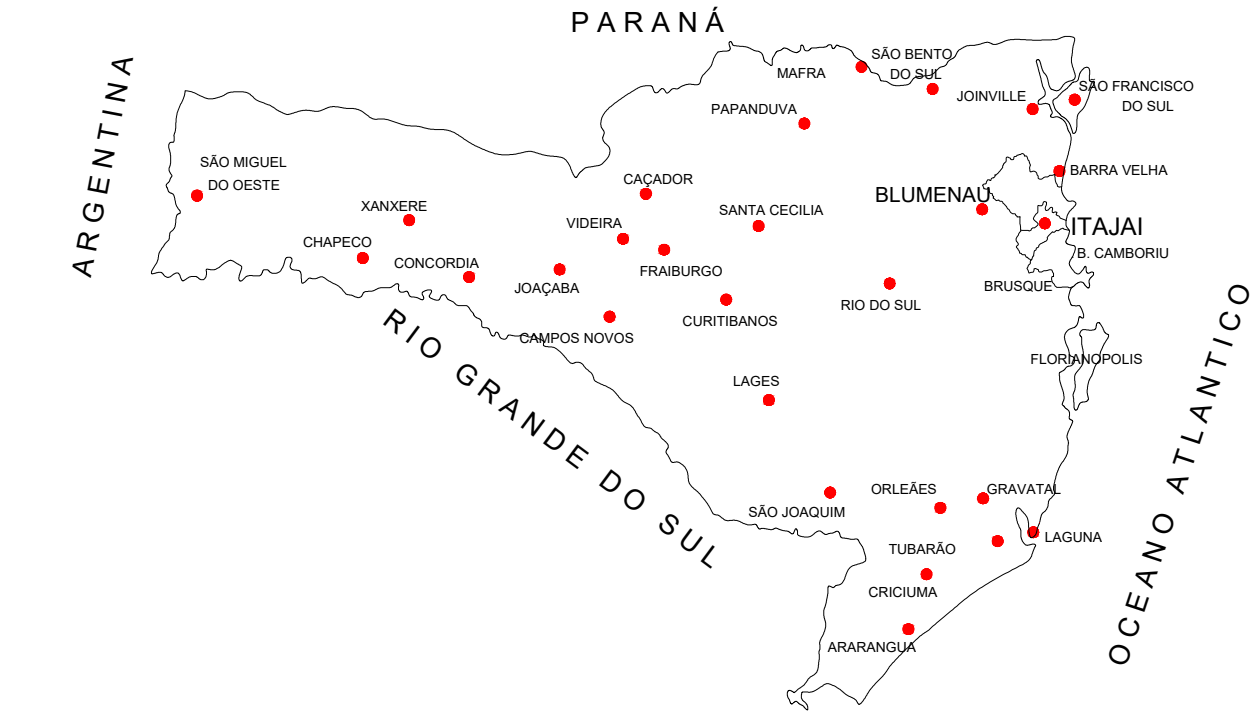 PARANÁ
SÃO BENTO
DO SUL
MAFRA
ARGENTINA
JOINVILLE
SÃO FRANCISCO
DO SUL
PAPANDUVA
SÃO MIGUEL
DO OESTE
BARRA VELHA
CAÇADOR
BLUMENAU
XANXERE
SANTA CECILIA
VIDEIRA
ITAJAI
CHAPECO
B. CAMBORIU
CONCORDIA
FRAIBURGO
JOAÇABA
BRUSQUE
RIO DO SUL
CURITIBANOS
CAMPOS NOVOS
FLORIANOPOLIS
LAGES
RIO GRANDE DO SUL
OCEANO ATLANTICO
ORLEÃES
GRAVATAL
SÃO JOAQUIM
LAGUNA
TUBARÃO
CRICIUMA
ARARANGUA